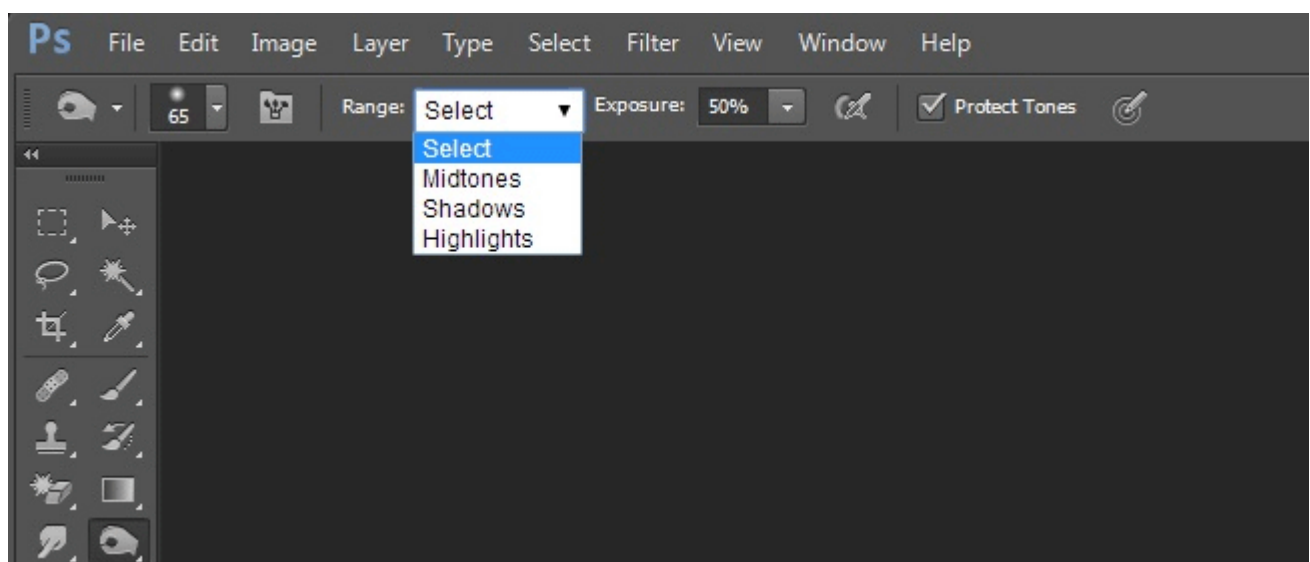 Ps File Edit Image Layer Type Select Filter View Window Help
65 Range: Select Exposure: 50% Protect Tones
Select
Midtones
Shadows
Highlights